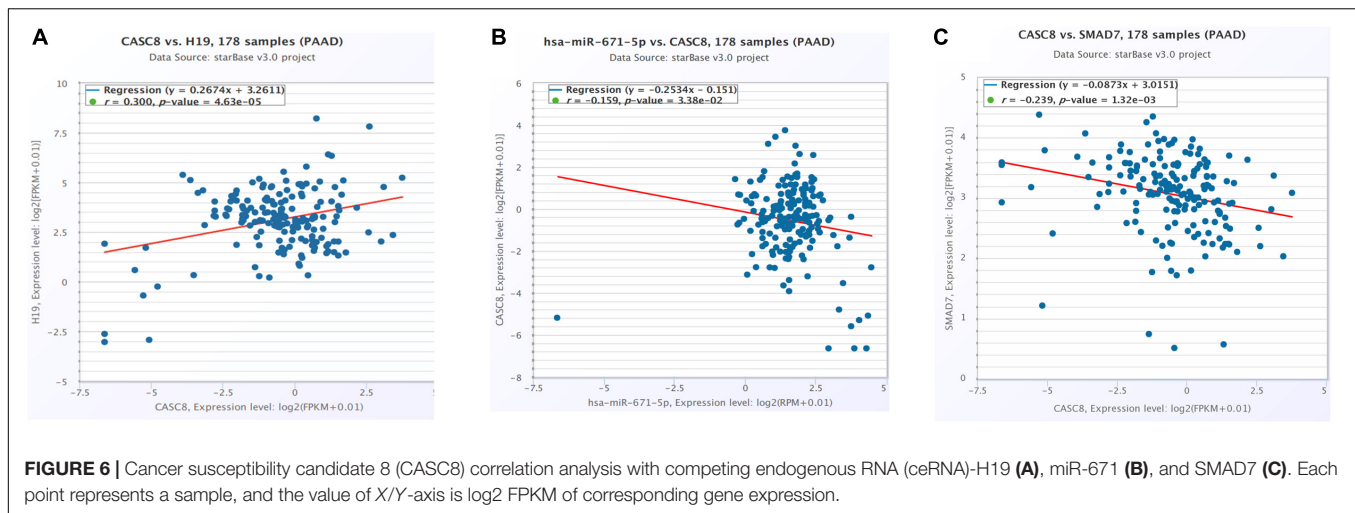 A
CASC8 vs. H19, 178 samples (PAAD)
Data Source: starBase v3.0 project
Regression (y = 0.2674x + 3.2611)
r = 0.300, p-value = 4.63e-05
10
7.5
5
2.5
0
−2.5
−5
H19, Expression level: log2[FPKM+0.01)]
−7.5
−5
−2.5
0
2.5
5
CASC8, Expression level: log2(FPKM+0.01)
B
hsa-miR-671-5p vs. CASC8, 178 samples (PAAD)
Data Source: starBase v3.0 project
Regression (y = −0.2534x − 0.151)
r = −0.159, p-value = 3.38e-02
6
4
2
0
−2
−4
−6
−8
CASC8, Expression level: log2[FPKM+0.01)]
−7.5
−5
−2.5
0
2.5
5
hsa-miR-671-5p, Expression level: log2(RPM+0.01)
C
CASC8 vs. SMAD7, 178 samples (PAAD)
Data Source: starBase v3.0 project
Regression (y = −0.0873x + 3.0151)
r = −0.239, p-value = 1.32e-03
5
4
3
2
1
0
SMAD7, Expression level: log2[FPKM+0.01)]
−7.5
−5
−2.5
0
2.5
5
CASC8, Expression level: log2(FPKM+0.01)
FIGURE 6 | Cancer susceptibility candidate 8 (CASC8) correlation analysis with competing endogenous RNA (ceRNA)-H19 (A), miR-671 (B), and SMAD7 (C). Each
point represents a sample, and the value of X/Y-axis is log2 FPKM of corresponding gene expression.